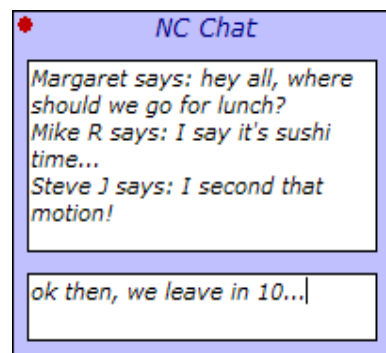 NC Chat
Margaret says: hey all, where
should we go for lunch?
Mike R says: I say it's sushi
time...
Steve J says: I second that
motion!
ok then, we leave in 10...